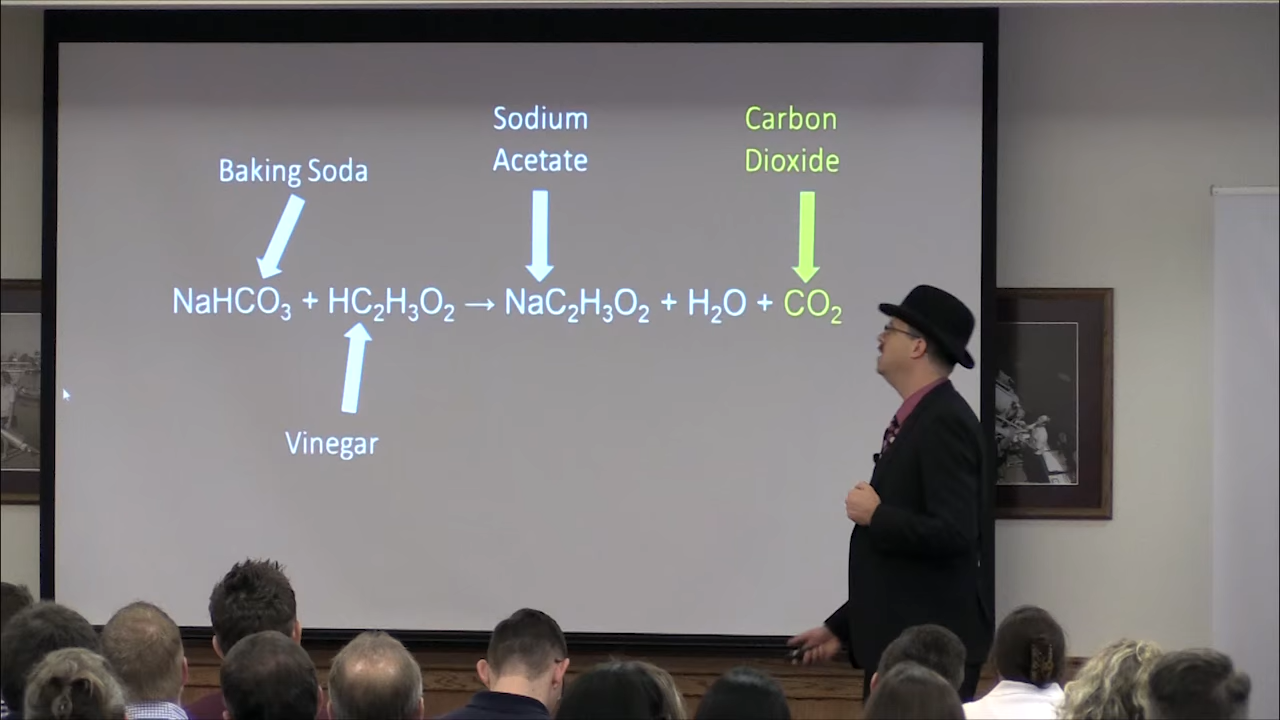 Sodium
Acetate
Carbon
Dioxide
Baking Soda
NaHCO₃ + HC₂H₃O₂ → NaC₂H₃O₂ + H₂O + CO₂
Vinegar